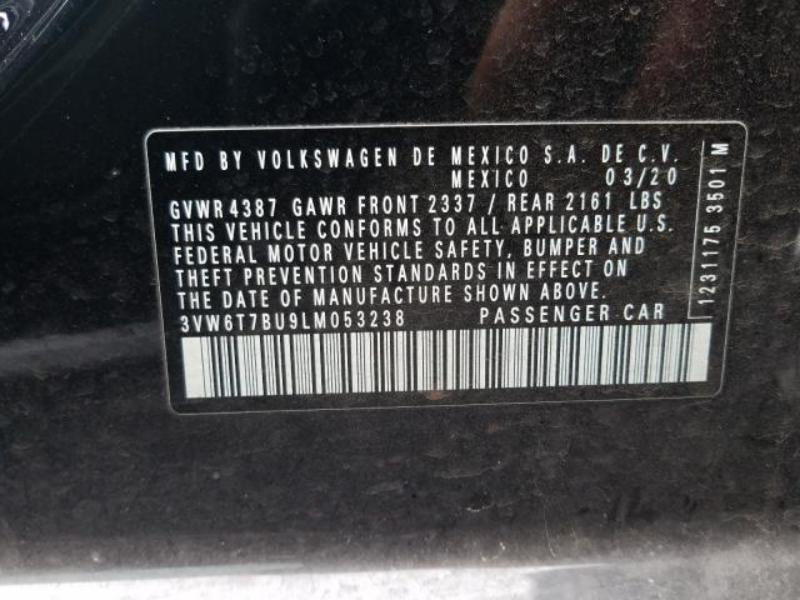 MFD BY VOLKSWAGEN DE MEXICO S.A. DE C.V.
MEXICO 03/20
GVWR 4387 GAWR FRONT 2337 / REAR 2161 LBS
THIS VEHICLE CONFORMS TO ALL APPLICABLE U.S.
FEDERAL MOTOR VEHICLE SAFETY, BUMPER AND
THEFT PREVENTION STANDARDS IN EFFECT ON
THE DATE OF MANUFACTURE SHOWN ABOVE.
3VW6T7BU9LM053238 PASSENGER CAR
1231175 3501 M